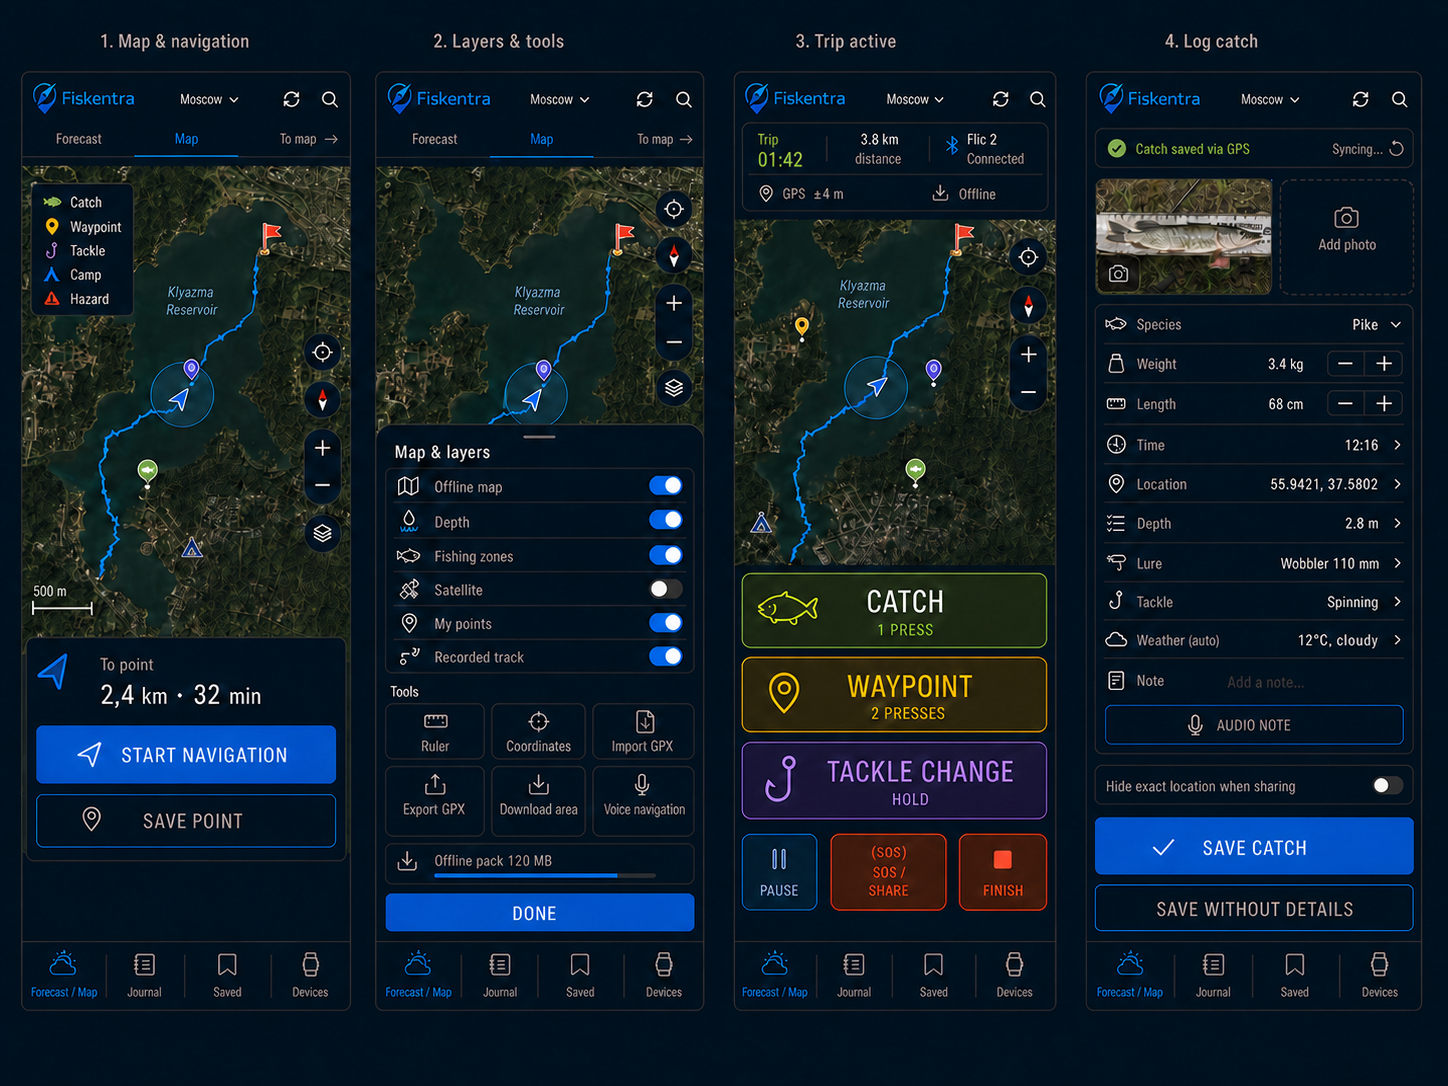 1. Map & navigation
Fiskentra
Moscow
Forecast
Map
To map →
Catch
Waypoint
Tackle
Camp
Hazard
Klyazma
Reservoir
500 m
To point
2,4 km · 32 min
START NAVIGATION
SAVE POINT
Forecast / Map
Journal
Saved
Devices
2. Layers & tools
Fiskentra
Moscow
Forecast
Map
To map →
Klyazma
Reservoir
Map & layers
Offline map
Depth
Fishing zones
Satellite
My points
Recorded track
Tools
Ruler
Coordinates
Import GPX
Export GPX
Download area
Voice navigation
Offline pack 120 MB
DONE
Forecast / Map
Journal
Saved
Devices
3. Trip active
Fiskentra
Moscow
Trip
01:42
3.8 km
distance
Flic 2
Connected
GPS ±4 m
Offline
Klyazma
Reservoir
CATCH
1 PRESS
WAYPOINT
2 PRESSES
TACKLE CHANGE
HOLD
PAUSE
(SOS)
SOS /
SHARE
FINISH
Forecast / Map
Journal
Saved
Devices
4. Log catch
Fiskentra
Moscow
Catch saved via GPS
Syncing...
Add photo
Species Pike
Weight 3.4 kg − +
Length 68 cm − +
Time 12:16
Location 55.9421, 37.5802
Depth 2.8 m
Lure Wobbler 110 mm
Tackle Spinning
Weather (auto) 12°C, cloudy
Note Add a note...
AUDIO NOTE
Hide exact location when sharing
SAVE CATCH
SAVE WITHOUT DETAILS
Forecast / Map
Journal
Saved
Devices